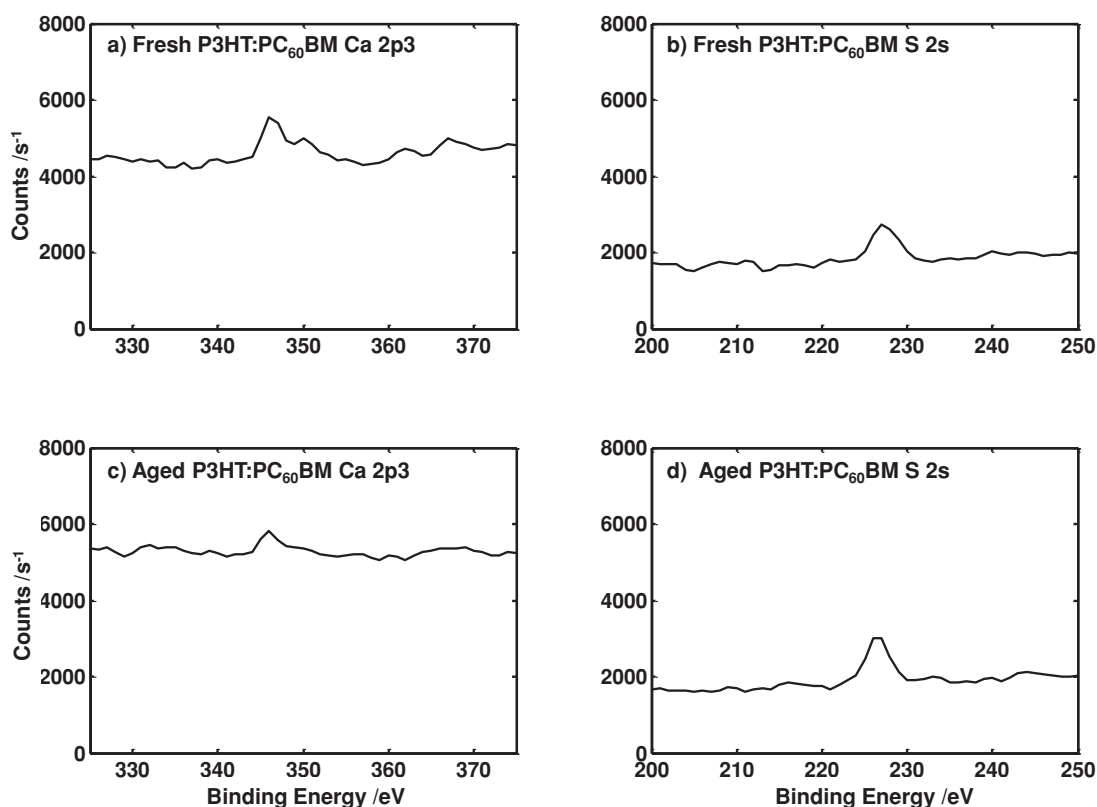 a) Fresh P3HT:PC60BM Ca 2p3
8000
6000
4000
2000
0
Counts /s-1
330 340 350 360 370
b) Fresh P3HT:PC60BM S 2s
8000
6000
4000
2000
0
200 210 220 230 240 250
c) Aged P3HT:PC60BM Ca 2p3
8000
6000
4000
2000
0
Counts /s-1
330 340 350 360 370
Binding Energy /eV
d) Aged P3HT:PC60BM S 2s
8000
6000
4000
2000
0
200 210 220 230 240 250
Binding Energy /eV